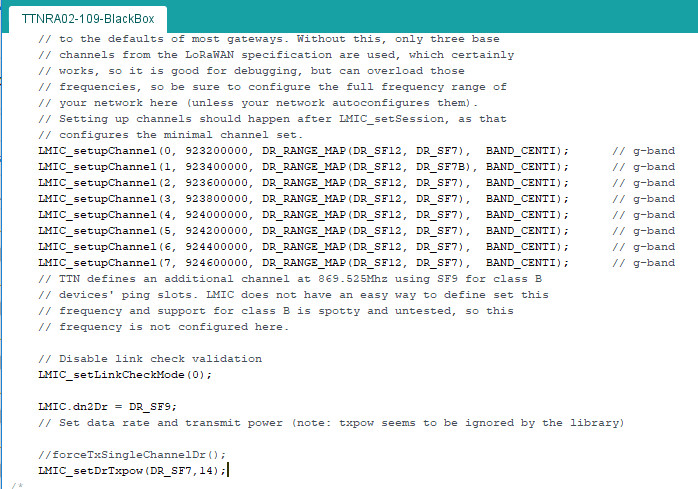 TTNRA02-109-BlackBox
// to the defaults of most gateways. Without this, only three base
// channels from the LoRaWAN specification are used, which certainly
// works, so it is good for debugging, but can overload those
// frequencies, so be sure to configure the full frequency range of
// your network here (unless your network autoconfigures them).
// Setting up channels should happen after LMIC_setSession, as that
// configures the minimal channel set.
LMIC_setupChannel(0, 923200000, DR_RANGE_MAP(DR_SF12, DR_SF7),  BAND_CENTI);      // g-band
LMIC_setupChannel(1, 923400000, DR_RANGE_MAP(DR_SF12, DR_SF7B), BAND_CENTI);      // g-band
LMIC_setupChannel(2, 923600000, DR_RANGE_MAP(DR_SF12, DR_SF7),  BAND_CENTI);      // g-band
LMIC_setupChannel(3, 923800000, DR_RANGE_MAP(DR_SF12, DR_SF7),  BAND_CENTI);      // g-band
LMIC_setupChannel(4, 924000000, DR_RANGE_MAP(DR_SF12, DR_SF7),  BAND_CENTI);      // g-band
LMIC_setupChannel(5, 924200000, DR_RANGE_MAP(DR_SF12, DR_SF7),  BAND_CENTI);      // g-band
LMIC_setupChannel(6, 924400000, DR_RANGE_MAP(DR_SF12, DR_SF7),  BAND_CENTI);      // g-band
LMIC_setupChannel(7, 924600000, DR_RANGE_MAP(DR_SF12, DR_SF7),  BAND_CENTI);      // g-band
// TTN defines an additional channel at 869.525Mhz using SF9 for class B
// devices' ping slots. LMIC does not have an easy way to define set this
// frequency and support for class B is spotty and untested, so this
// frequency is not configured here.
// Disable link check validation
LMIC_setLinkCheckMode(0);
LMIC.dn2Dr = DR_SF9;
// Set data rate and transmit power (note: txpow seems to be ignored by the library)
//forceTxSingleChannelDr();
LMIC_setDrTxpow(DR_SF7,14);
/*